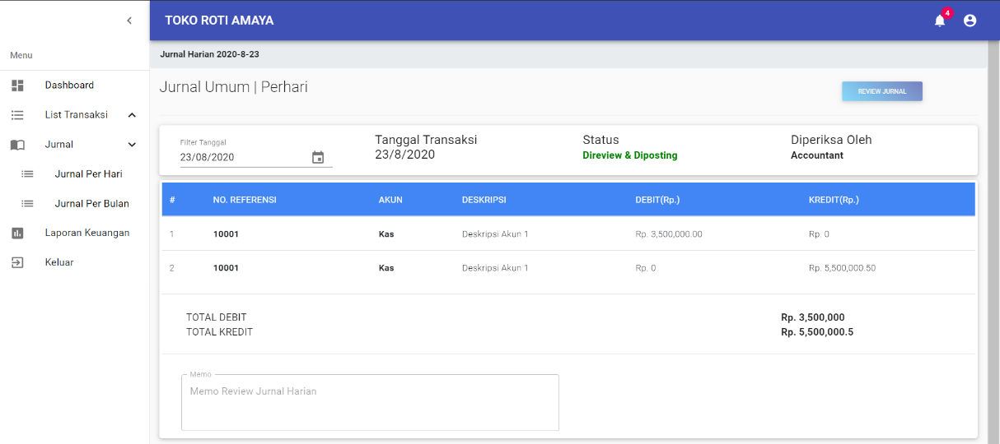 TOKO ROTI AMAYA
4
Menu
Dashboard
List Transaksi
Jurnal
Jurnal Per Hari
Jurnal Per Bulan
Laporan Keuangan
Keluar
Jurnal Harian 2020-8-23
Jurnal Umum | Perhari
REVIEW JURNAL
Filter Tanggal
23/08/2020
Tanggal Transaksi
23/8/2020
Status
Direview & Diposting
Diperiksa Oleh
Accountant
# NO. REFERENSI AKUN DESKRIPSI DEBIT(Rp.) KREDIT(Rp.)
1 10001 Kas Deskripsi Akun 1 Rp. 3,500,000.00 Rp. 0
2 10001 Kas Deskripsi Akun 1 Rp. 0 Rp. 5,500,000.50
TOTAL DEBIT Rp. 3,500,000
TOTAL KREDIT Rp. 5,500,000.5
Memo
Memo Review Jurnal Harian